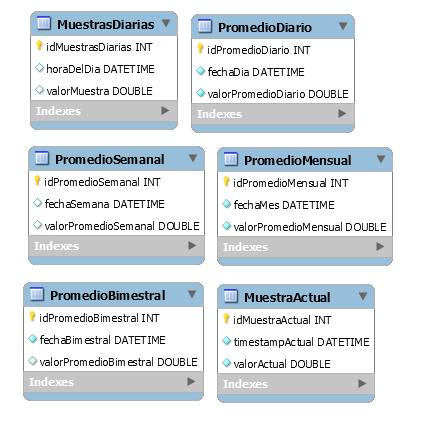 MuestrasDiarias
idMuestrasDiarias INT
horaDelDia DATETIME
valorMuestra DOUBLE
Indexes
PromedioDiario
idPromedioDiario INT
fechaDia DATETIME
valorPromedioDiario DOUBLE
Indexes
PromedioSemanal
idPromedioSemanal INT
fechaSemana DATETIME
valorPromedioSemanal DOUBLE
Indexes
PromedioMensual
idPromedioMensual INT
fechaMes DATETIME
valorPromedioMensual DOUBLE
Indexes
PromedioBimestral
idPromedioBimestral INT
fechaBimestral DATETIME
valorPromedioBimestral DOUBLE
Indexes
MuestraActual
idMuestraActual INT
timestampActual DATETIME
valorActual DOUBLE
Indexes